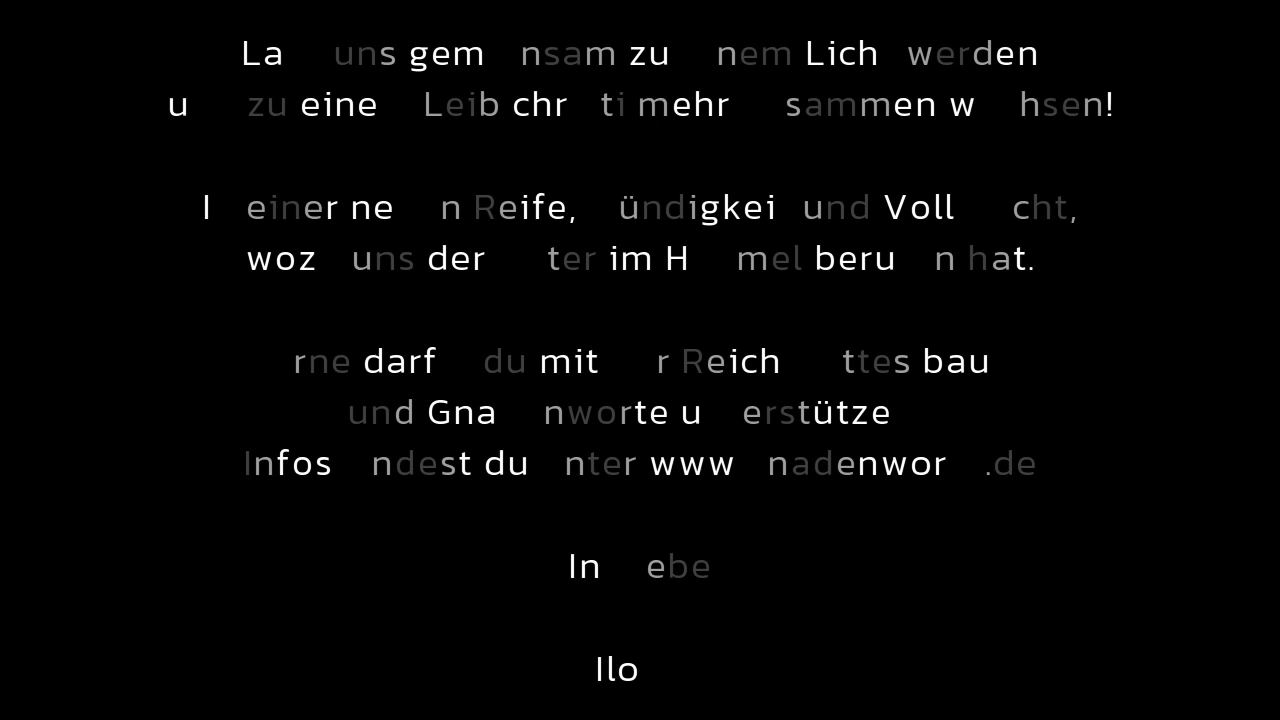 La uns gem nsam zu nem Lich werden
u zu eine Leib chr ti mehr sammen w hsen!
I einer ne n Reife, ündigkei und Voll cht,
woz uns der ter im H mel beru n hat.
rne darf du mit r Reich ttes bau
und Gna nworte u erstütze
Infos ndest du nter www nadenwor .de
In ebe
Ilo